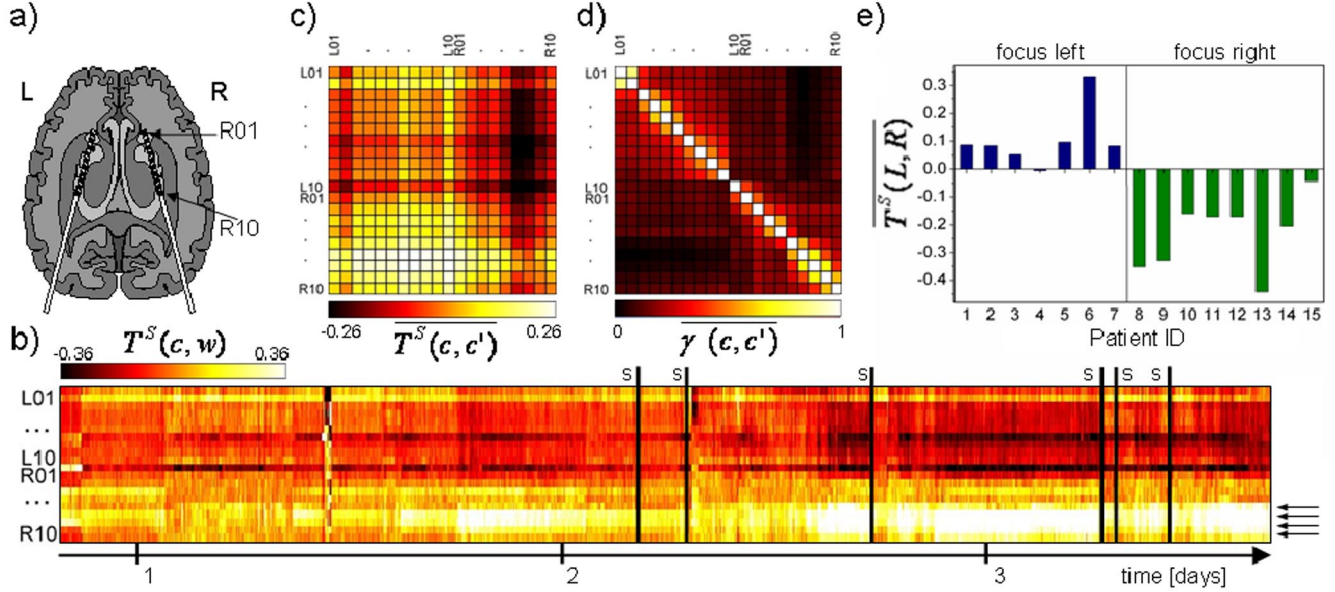 a)
L
R
R01
R10
c)
L01 . . . L10 R01 . . . R10
L01
.
.
.
L10
R01
.
.
.
R10
-0.26 T^S(c, c') 0.26
d)
L01 . . . L10 R01 . . . R10
L01
.
.
.
L10
R01
.
.
.
R10
0 γ (c, c') 1
e)
focus left focus right
T^S(L, R)
0.3
0.2
0.1
0.0
-0.1
-0.2
-0.3
-0.4
1 2 3 4 5 6 7 8 9 10 11 12 13 14 15
Patient ID
b)
-0.36 T^S(c, w) 0.36
S S S S S S
L01
...
L10
R01
...
R10
1 2 3 time [days]